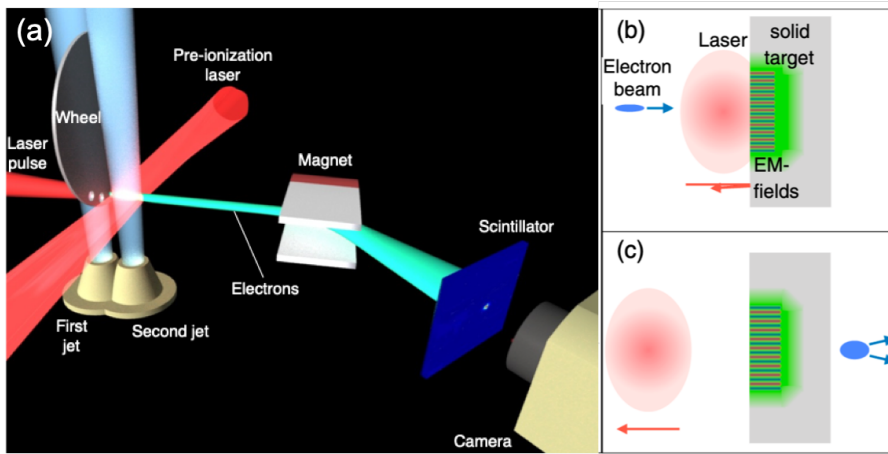 (a)
Pre-ionization
laser
Wheel
Laser
pulse
Magnet
Scintillator
Electrons
First
jet
Second jet
Camera
(b)
Laser
solid
target
Electron
beam
EM-
fields
(c)